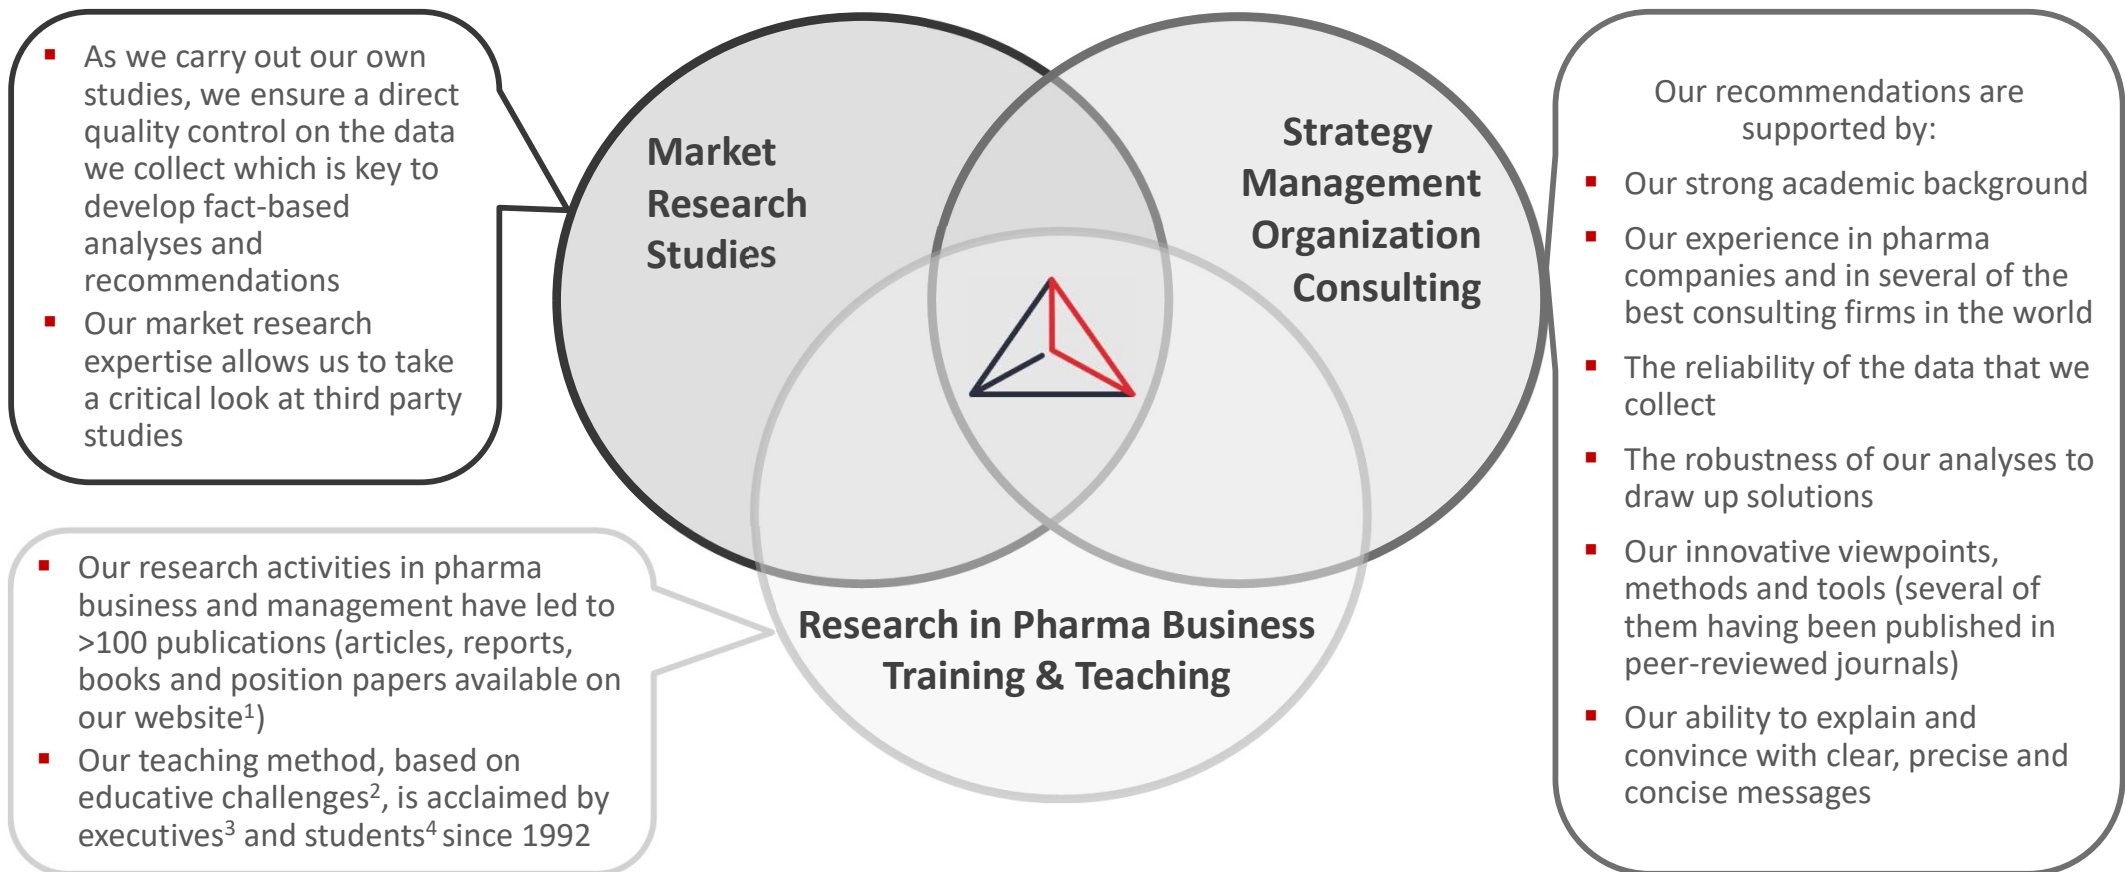 ▪ As we carry out our own
studies, we ensure a direct
quality control on the data
we collect which is key to
develop fact-based
analyses and
recommendations
▪ Our market research
expertise allows us to take
a critical look at third party
studies
Market
Research
Studies
Strategy
Management
Organization
Consulting
Our recommendations are
supported by:
▪ Our strong academic background
▪ Our experience in pharma
companies and in several of the
best consulting firms in the world
▪ The reliability of the data that we
collect
▪ The robustness of our analyses to
draw up solutions
▪ Our innovative viewpoints,
methods and tools (several of
them having been published in
peer-reviewed journals)
▪ Our ability to explain and
convince with clear, precise and
concise messages
▪ Our research activities in pharma
business and management have led to
>100 publications (articles, reports,
books and position papers available on
our website¹)
▪ Our teaching method, based on
educative challenges², is acclaimed by
executives³ and students⁴ since 1992
Research in Pharma Business
Training & Teaching